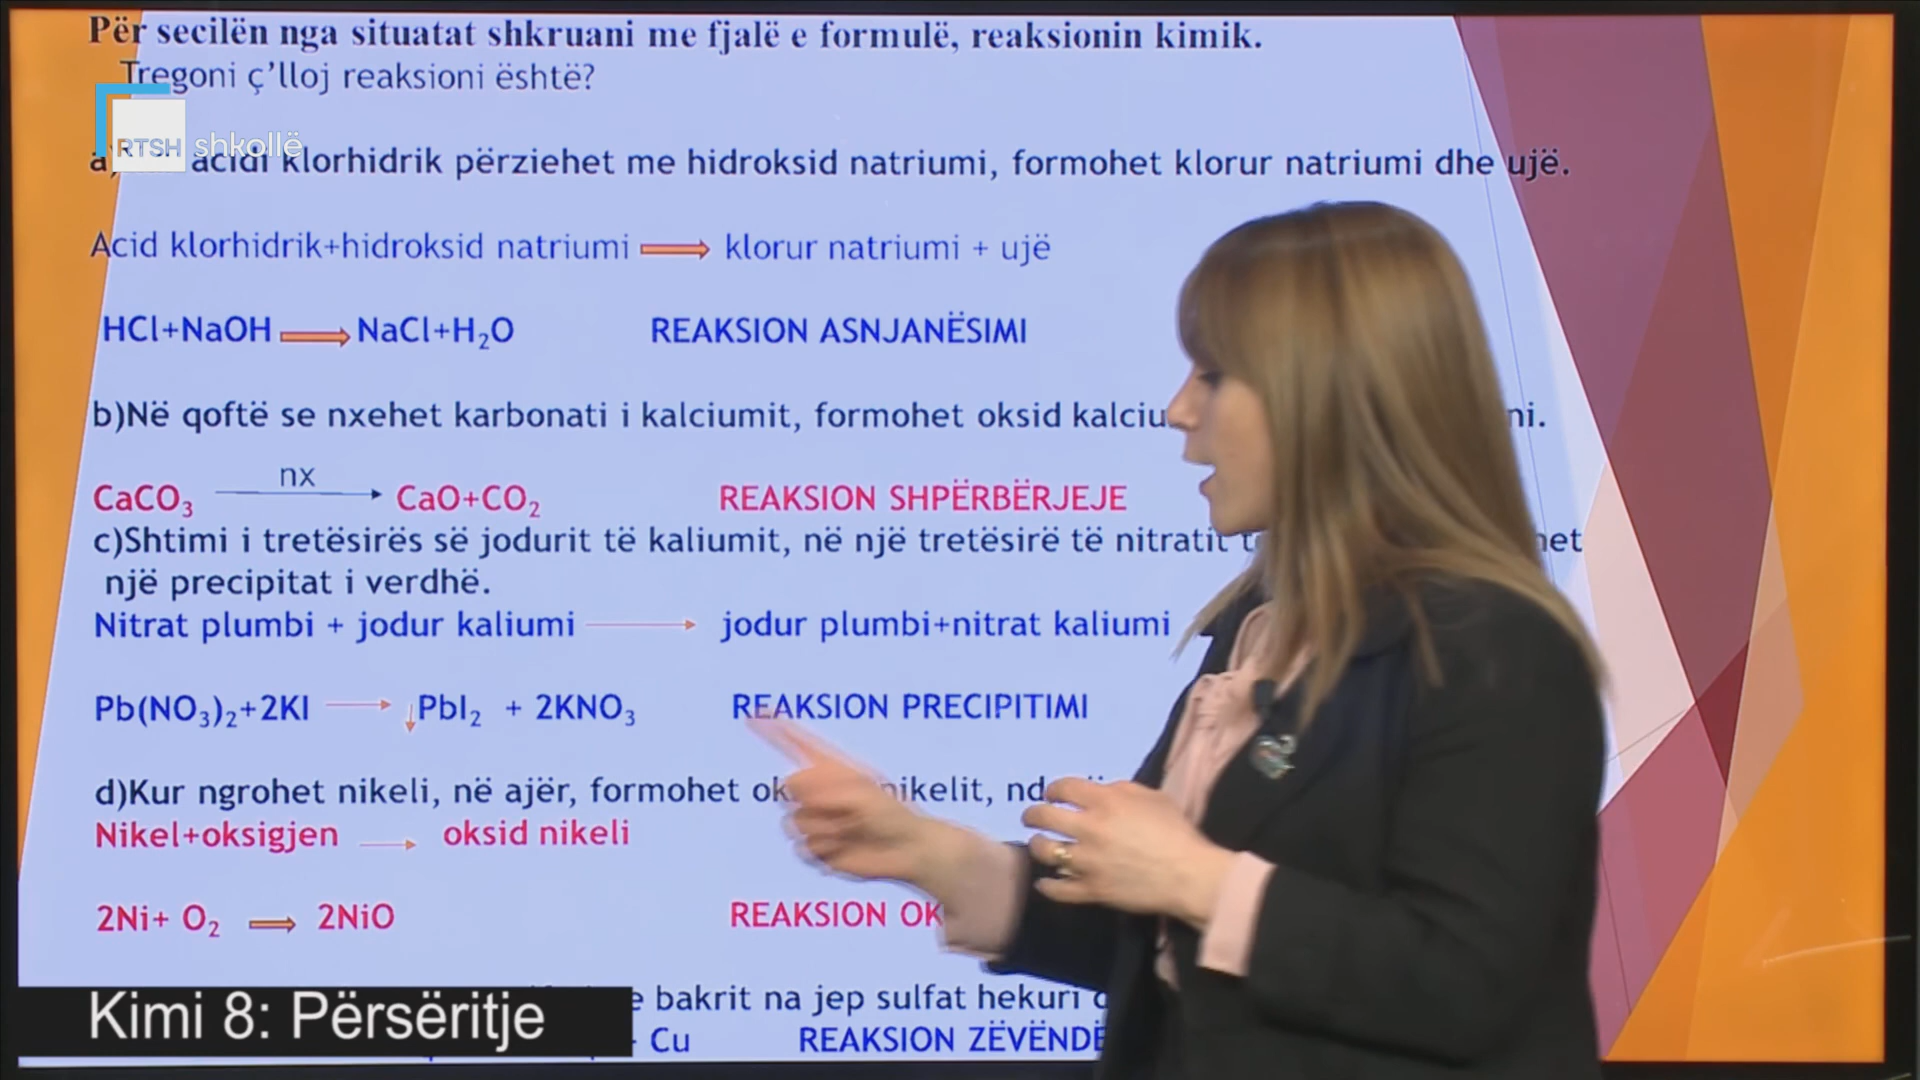 Për secilën nga situatat shkruani me fjalë e formulë, reaksionin kimik.
Tregoni ç’lloj reaksioni është?
RTSH shkollë
a) acidi klorhidrik përziehet me hidroksid natriumi, formohet klorur natriumi dhe ujë.
Acid klorhidrik+hidroksid natriumi ⟹ klorur natriumi + ujë
HCl+NaOH ⟹ NaCl+H₂O REAKSION ASNJANËSIMI
b)Në qoftë se nxehet karbonati i kalciumit, formohet oksid
nx
CaCO₃ → CaO+CO₂ REAKSION SHPËRBËRJEJE
c)Shtimi i tretësirës së jodurit të kaliumit, në një tretësirë të nitratit
një precipitat i verdhë.
Nitrat plumbi + jodur kaliumi → jodur plumbi+nitrat kaliumi
Pb(NO₃)₂+2KI → ↓PbI₂ + 2KNO₃ REAKSION PRECIPITIMI
d)Kur ngrohet nikeli, në ajër, formohet
Nikel+oksigjen → oksid nikeli
2Ni+ O₂ ⟹ 2NiO REAKSION
bakrit na jep sulfat hekuri
Cu REAKSION
Kimi 8: Përsëritje